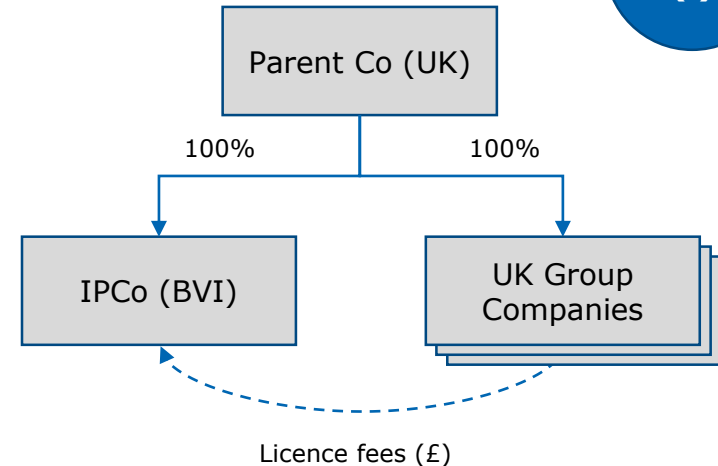 Parent Co (UK)
100%
100%
IPCo (BVI)
UK Group
Companies
Licence fees (£)